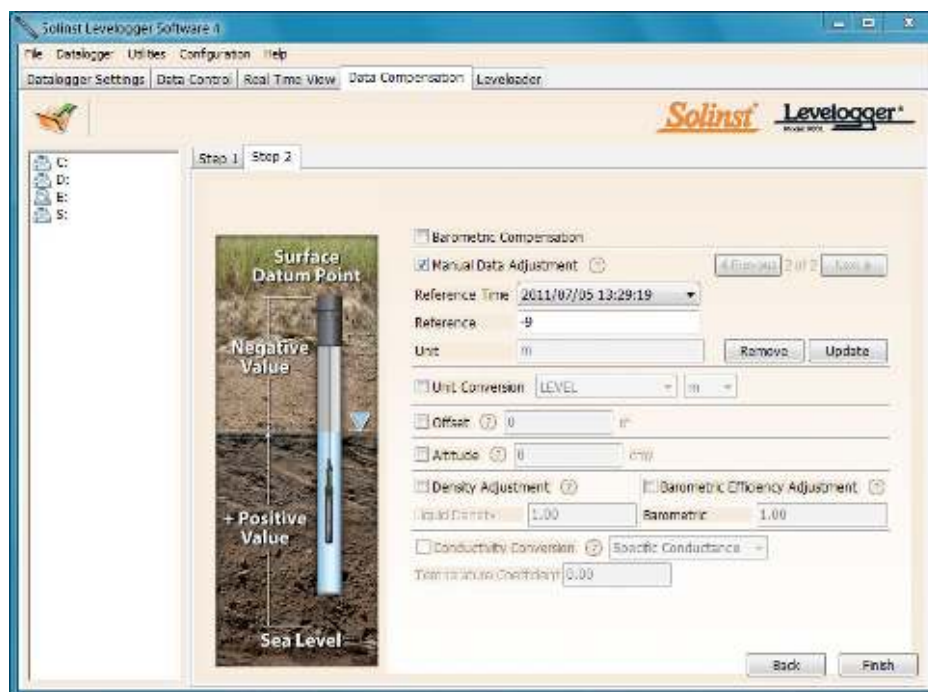 Solinst Levelogger Software 4
File Datalogger Utilities Configuration Help
Datalogger Settings Data Control Real Time View Data Compensation Leveloader
Solinst Levelogger
C:
D:
E:
S:
Step 1 Step 2
Barometric Compensation
Manual Data Adjustment ? Previous 2 of 2 Next
Reference Time 2011/07/05 13:29:19
Reference -9
Unit m Remove Update
Unit Conversion LEVEL m
Offset ? 0 m
Altitude ? 0 m
Density Adjustment ? Barometric Efficiency Adjustment ?
Liquid Density 1.00 Barometric 1.00
Conductivity Conversion ? Specific Conductance
Temperature Coefficient 0.00
Surface
Datum Point
- Negative
Value
+ Positive
Value
Sea Level
Back Finish